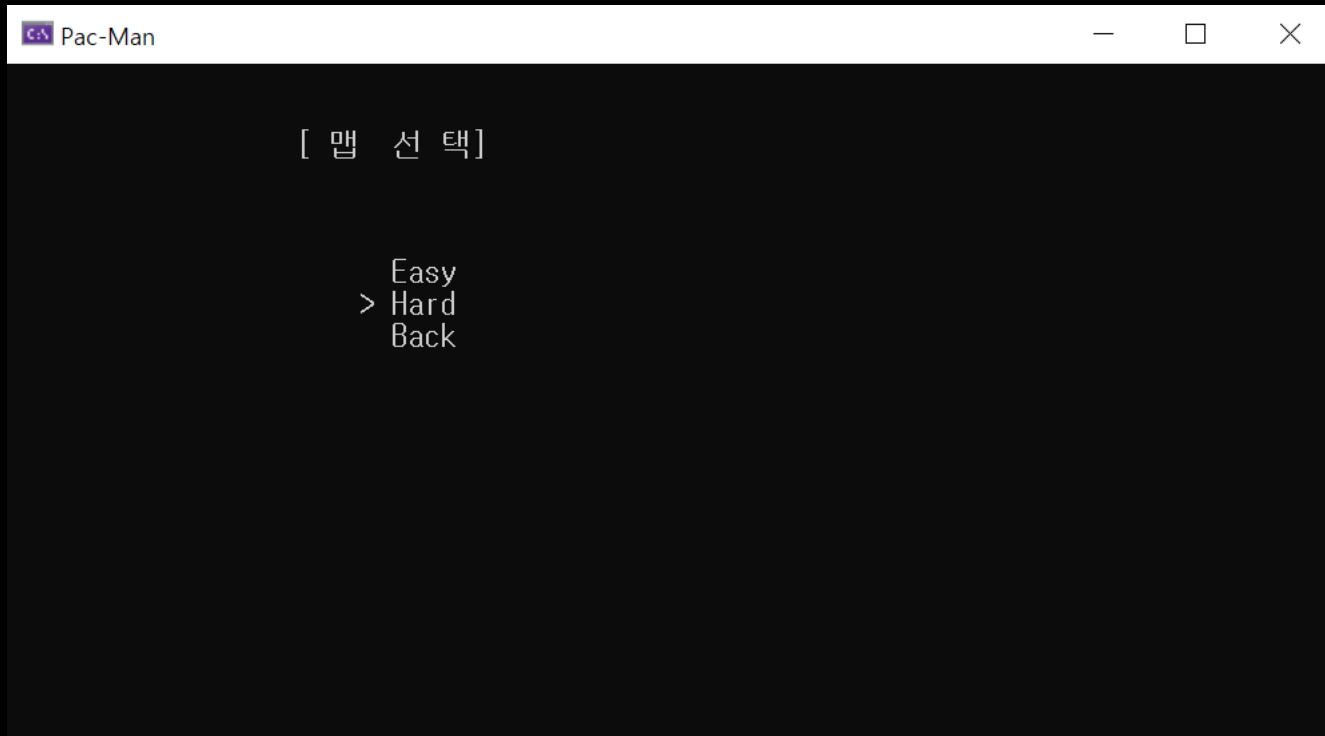 Pac-Man
[ 맵  선 택]
Easy
> Hard
Back